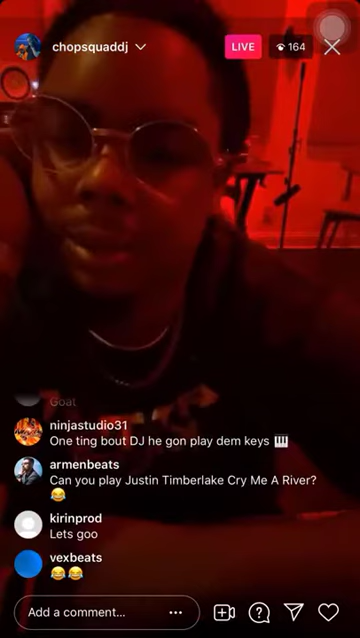 chopsquaddj
LIVE
164
Goat
ninjastudio31
One ting bout DJ he gon play dem keys 🎹
armenbeats
Can you play Justin Timberlake Cry Me A River?
😂
kirinprod
Lets goo
vexbeats
😂😂
Add a comment...